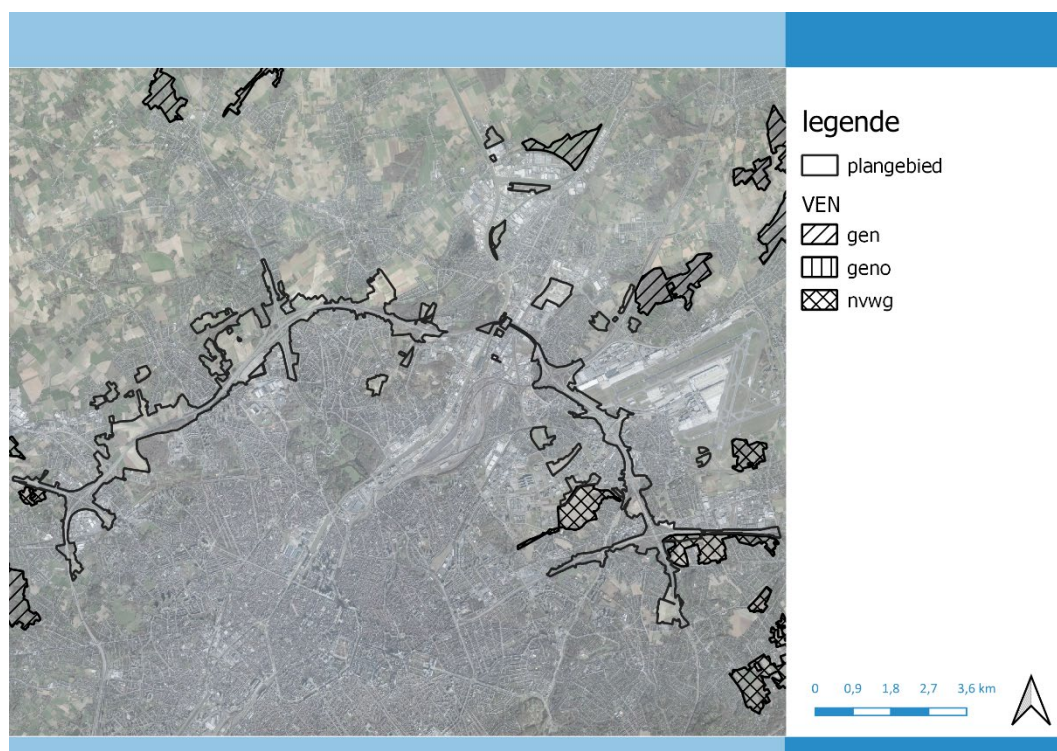 legende
plangebied
VEN
gen
geno
nvwg
0 0,9 1,8 2,7 3,6 km